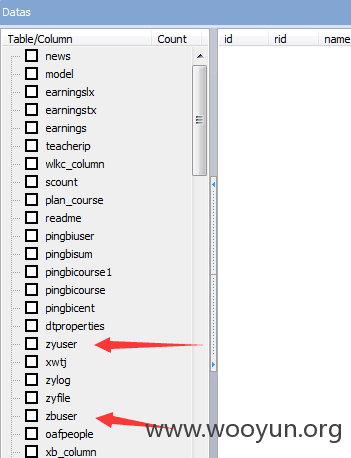 Datas
Table/Column Count
id rid name
news
model
earningslx
earningstx
earnings
teacherip
wlkc_column
scount
plan_course
readme
pingbiuser
pingbisum
pingbicourse1
pingbicourse
pingbicent
dtproperties
zyuser
xwtj
zylog
zyfile
zbuser
oafpeople
xb_column
www.wooyun.org